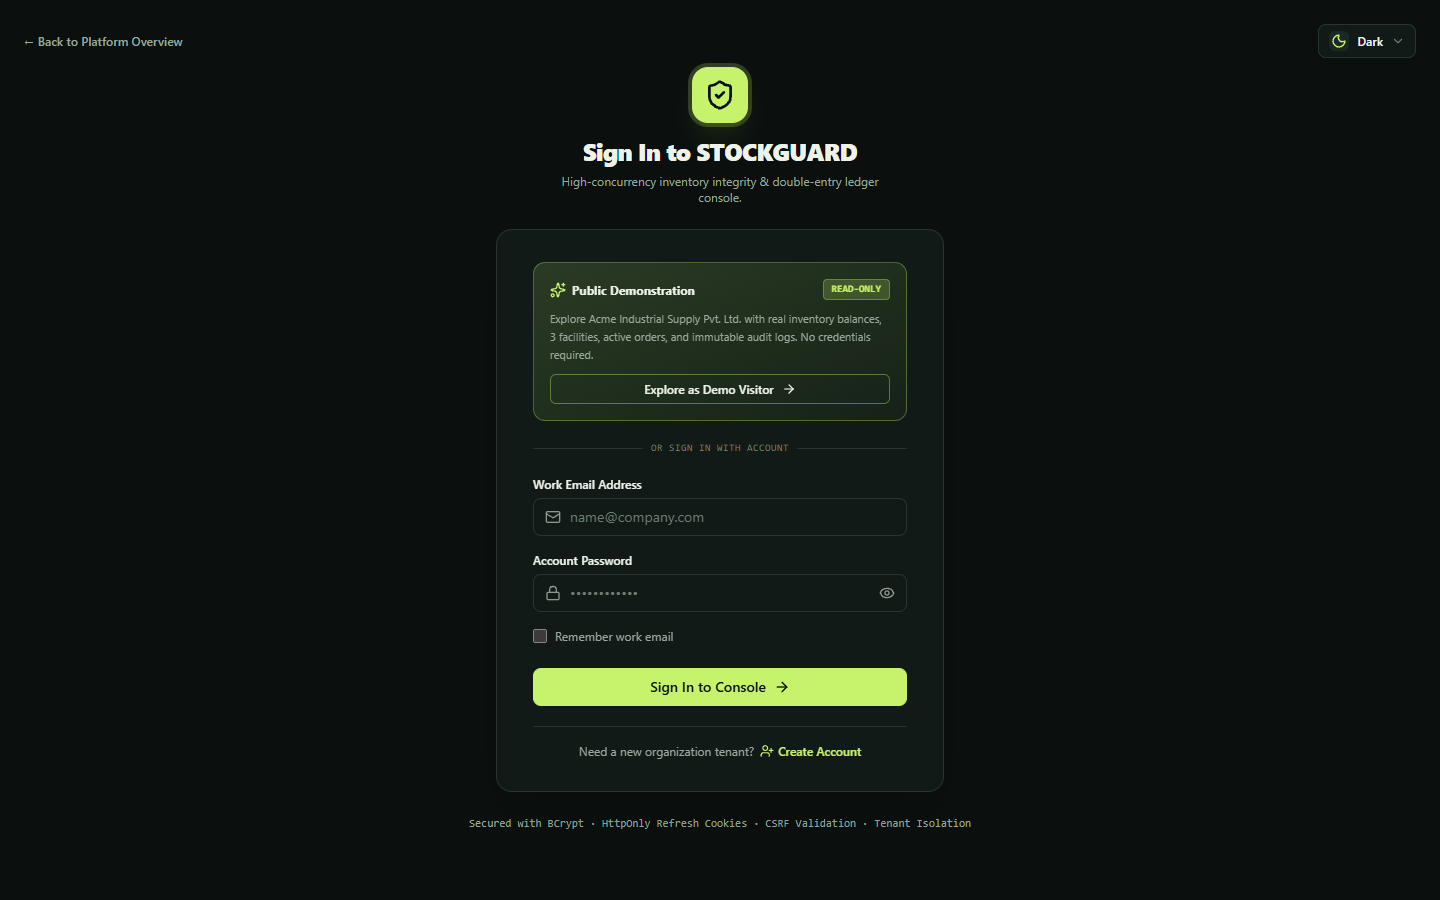 ← Back to Platform Overview
Dark
Sign In to STOCKGUARD
High-concurrency inventory integrity & double-entry ledger
console.
Public Demonstration
READ-ONLY
Explore Acme Industrial Supply Pvt. Ltd. with real inventory balances,
3 facilities, active orders, and immutable audit logs. No credentials
required.
Explore as Demo Visitor →
OR SIGN IN WITH ACCOUNT
Work Email Address
name@company.com
Account Password
••••••••••••
Remember work email
Sign In to Console →
Need a new organization tenant? Create Account
Secured with BCrypt · HttpOnly Refresh Cookies · CSRF Validation · Tenant Isolation